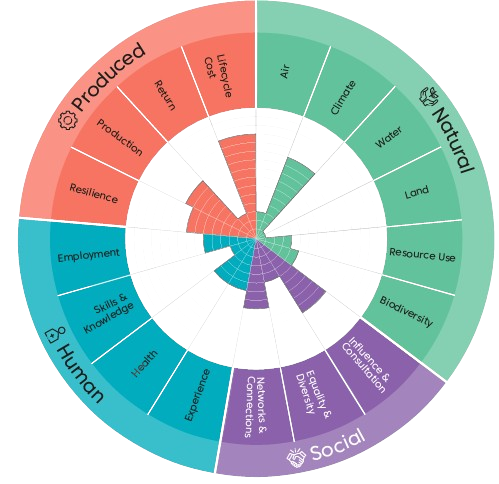 Produced
Lifecycle
Cost
Return
Production
Resilience
Natural
Air
Climate
Water
Land
Resource Use
Biodiversity
Social
Influence &
Consultation
Equality &
Diversity
Networks &
Connections
Human
Experience
Health
Skills &
Knowledge
Employment